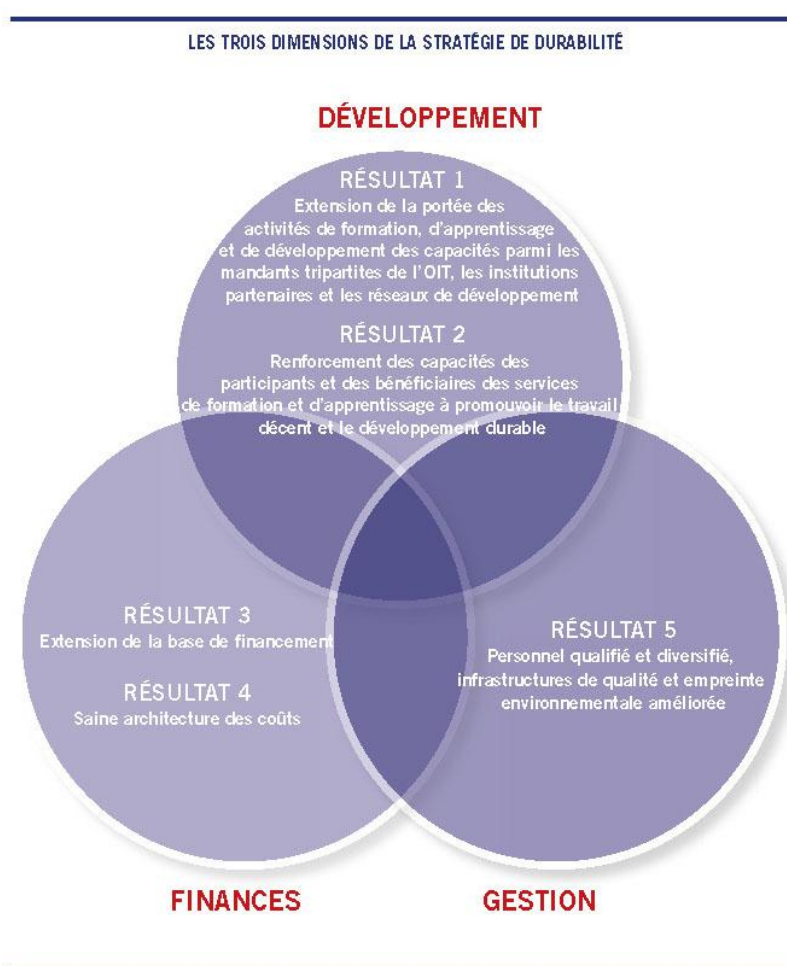 LES TROIS DIMENSIONS DE LA STRATÉGIE DE DURABILITÉ
DÉVELOPPEMENT
RÉSULTAT 1
Extension de la portée des
activités de formation, d'apprentissage
et de développement des capacités parmi les
mandants tripartites de l'OIT, les institutions
partenaires et les réseaux de développement
RÉSULTAT 2
Renforcement des capacités des
participants et des bénéficiaires des services
de formation et d'apprentissage à promouvoir le travail
décent et le développement durable
RÉSULTAT 3
Extension de la base de financement
RÉSULTAT 4
Saine architecture des coûts
RÉSULTAT 5
Personnel qualifié et diversifié,
infrastructures de qualité et empreinte
environnementale améliorée
FINANCES
GESTION